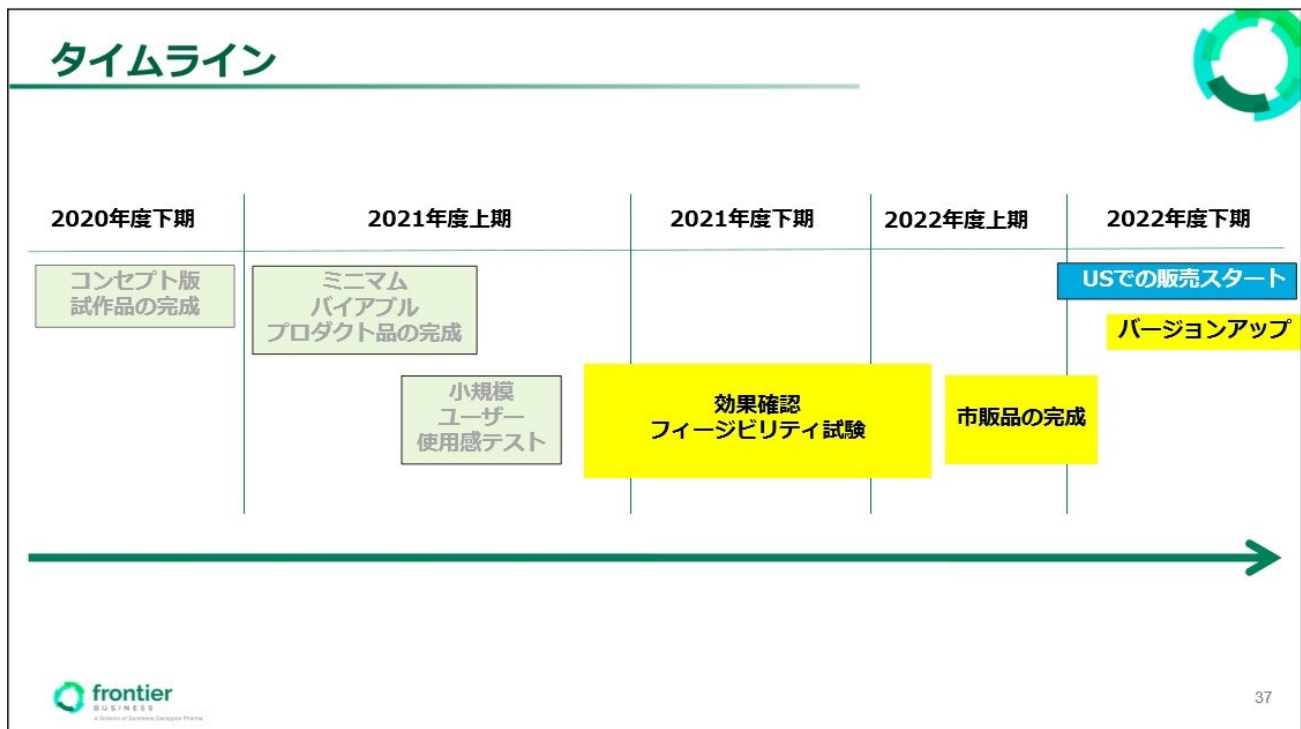 タイムライン
2020年度下期
2021年度上期
2021年度下期
2022年度上期
2022年度下期
コンセプト版
試作品の完成
ミニマム
バイアブル
プロダクト品の完成
USでの販売スタート
バージョンアップ
小規模
ユーザー
使用感テスト
効果確認
フィージビリティ試験
市販品の完成
frontier
BUSINESS
A Division of Sumitomo Dainippon Pharma
37